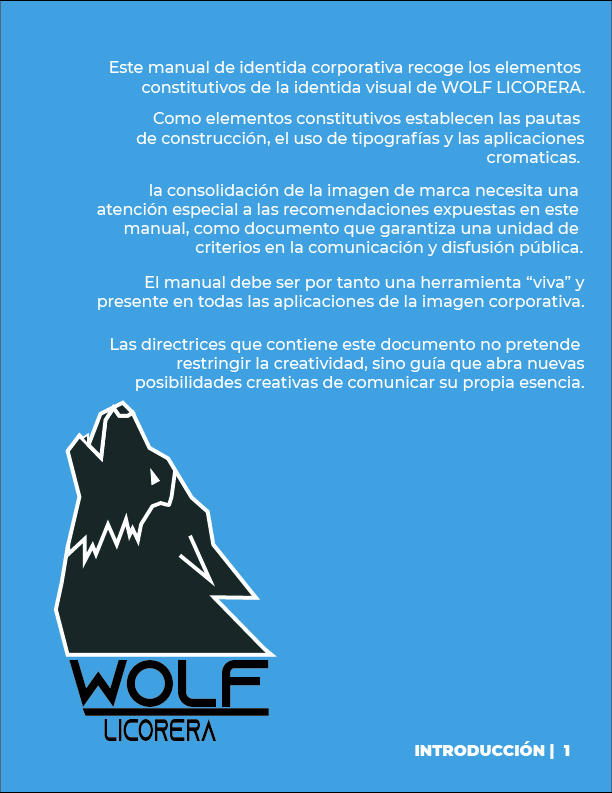 Este manual de identida corporativa recoge los elementos
constitutivos de la identida visual de WOLF LICORERA.
Como elementos constitutivos establecen las pautas
de construcción, el uso de tipografías y las aplicaciones
cromaticas.
la consolidación de la imagen de marca necesita una
atención especial a las recomendaciones expuestas en este
manual, como documento que garantiza una unidad de
criterios en la comunicación y disfusión pública.
El manual debe ser por tanto una herramienta “viva” y
presente en todas las aplicaciones de la imagen corporativa.
Las directrices que contiene este documento no pretende
restringir la creatividad, sino guía que abra nuevas
posibilidades creativas de comunicar su propia esencia.
WOLF
LICORERA
INTRODUCCIÓN | 1